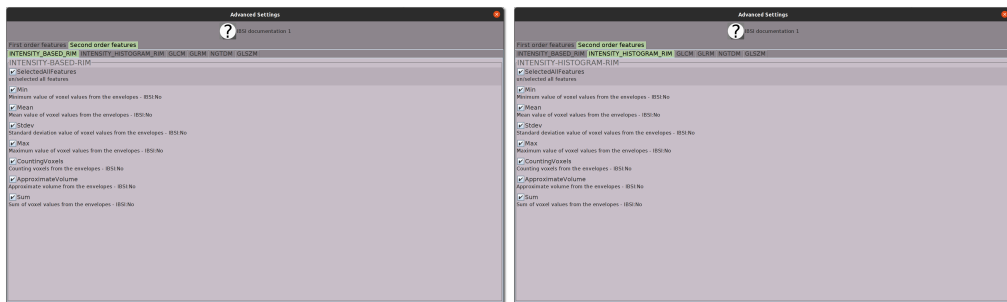 Advanced Settings
? IBSI documentation 1
First order features Second order features
INTENSITY_BASED_RIM INTENSITY_HISTOGRAM_RIM GLCM GLRM NGTDM GLSZM
INTENSITY-BASED-RIM
SelectedAllFeatures
un/selected all features
Min
Minimum value of voxel values from the envelopes - IBSI:No
Mean
Mean value of voxel values from the envelopes - IBSI:No
Stdev
Standard deviation value of voxel values from the envelopes - IBSI:No
Max
Maximum value of voxel values from the envelopes - IBSI:No
CountingVoxels
Counting voxels from the envelopes - IBSI:No
ApproximateVolume
Approximate volume from the envelopes - IBSI:No
Sum
Sum of voxel values from the envelopes - IBSI:No
Advanced Settings
? IBSI documentation 1
First order features Second order features
INTENSITY_BASED_RIM INTENSITY_HISTOGRAM_RIM GLCM GLRM NGTDM GLSZM
INTENSITY-HISTOGRAM-RIM
SelectedAllFeatures
un/selected all features
Min
Minimum value of voxel values from the envelopes - IBSI:No
Mean
Mean value of voxel values from the envelopes - IBSI:No
Stdev
Standard deviation value of voxel values from the envelopes - IBSI:No
Max
Maximum value of voxel values from the envelopes - IBSI:No
CountingVoxels
Counting voxels from the envelopes - IBSI:No
ApproximateVolume
Approximate volume from the envelopes - IBSI:No
Sum
Sum of voxel values from the envelopes - IBSI:No